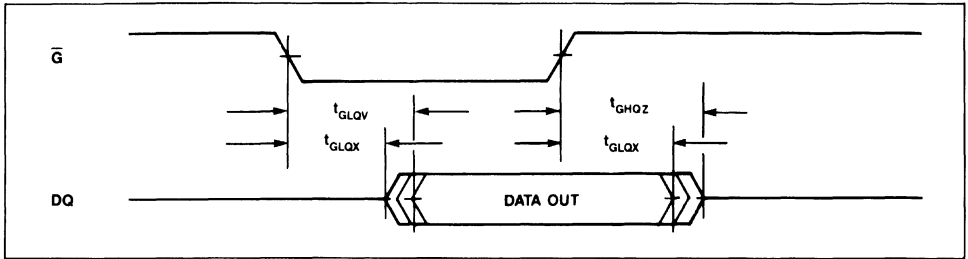 G̅
tGLQV
tGHQZ
tGLQX
tGLQX
DQ
DATA OUT